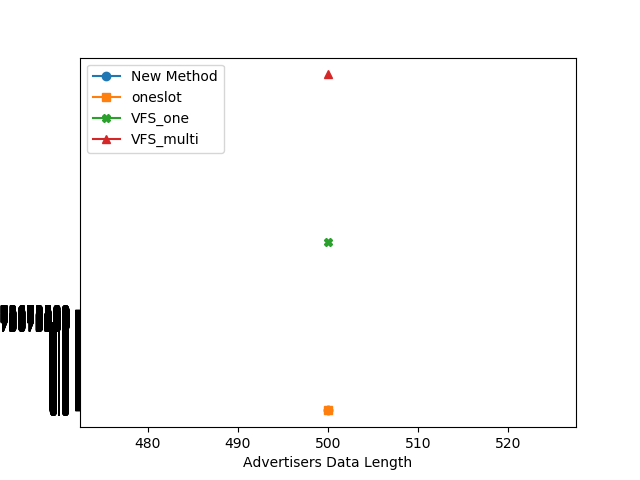 New Method
oneslot
VFS_one
VFS_multi
480 490 500 510 520
Advertisers Data Length